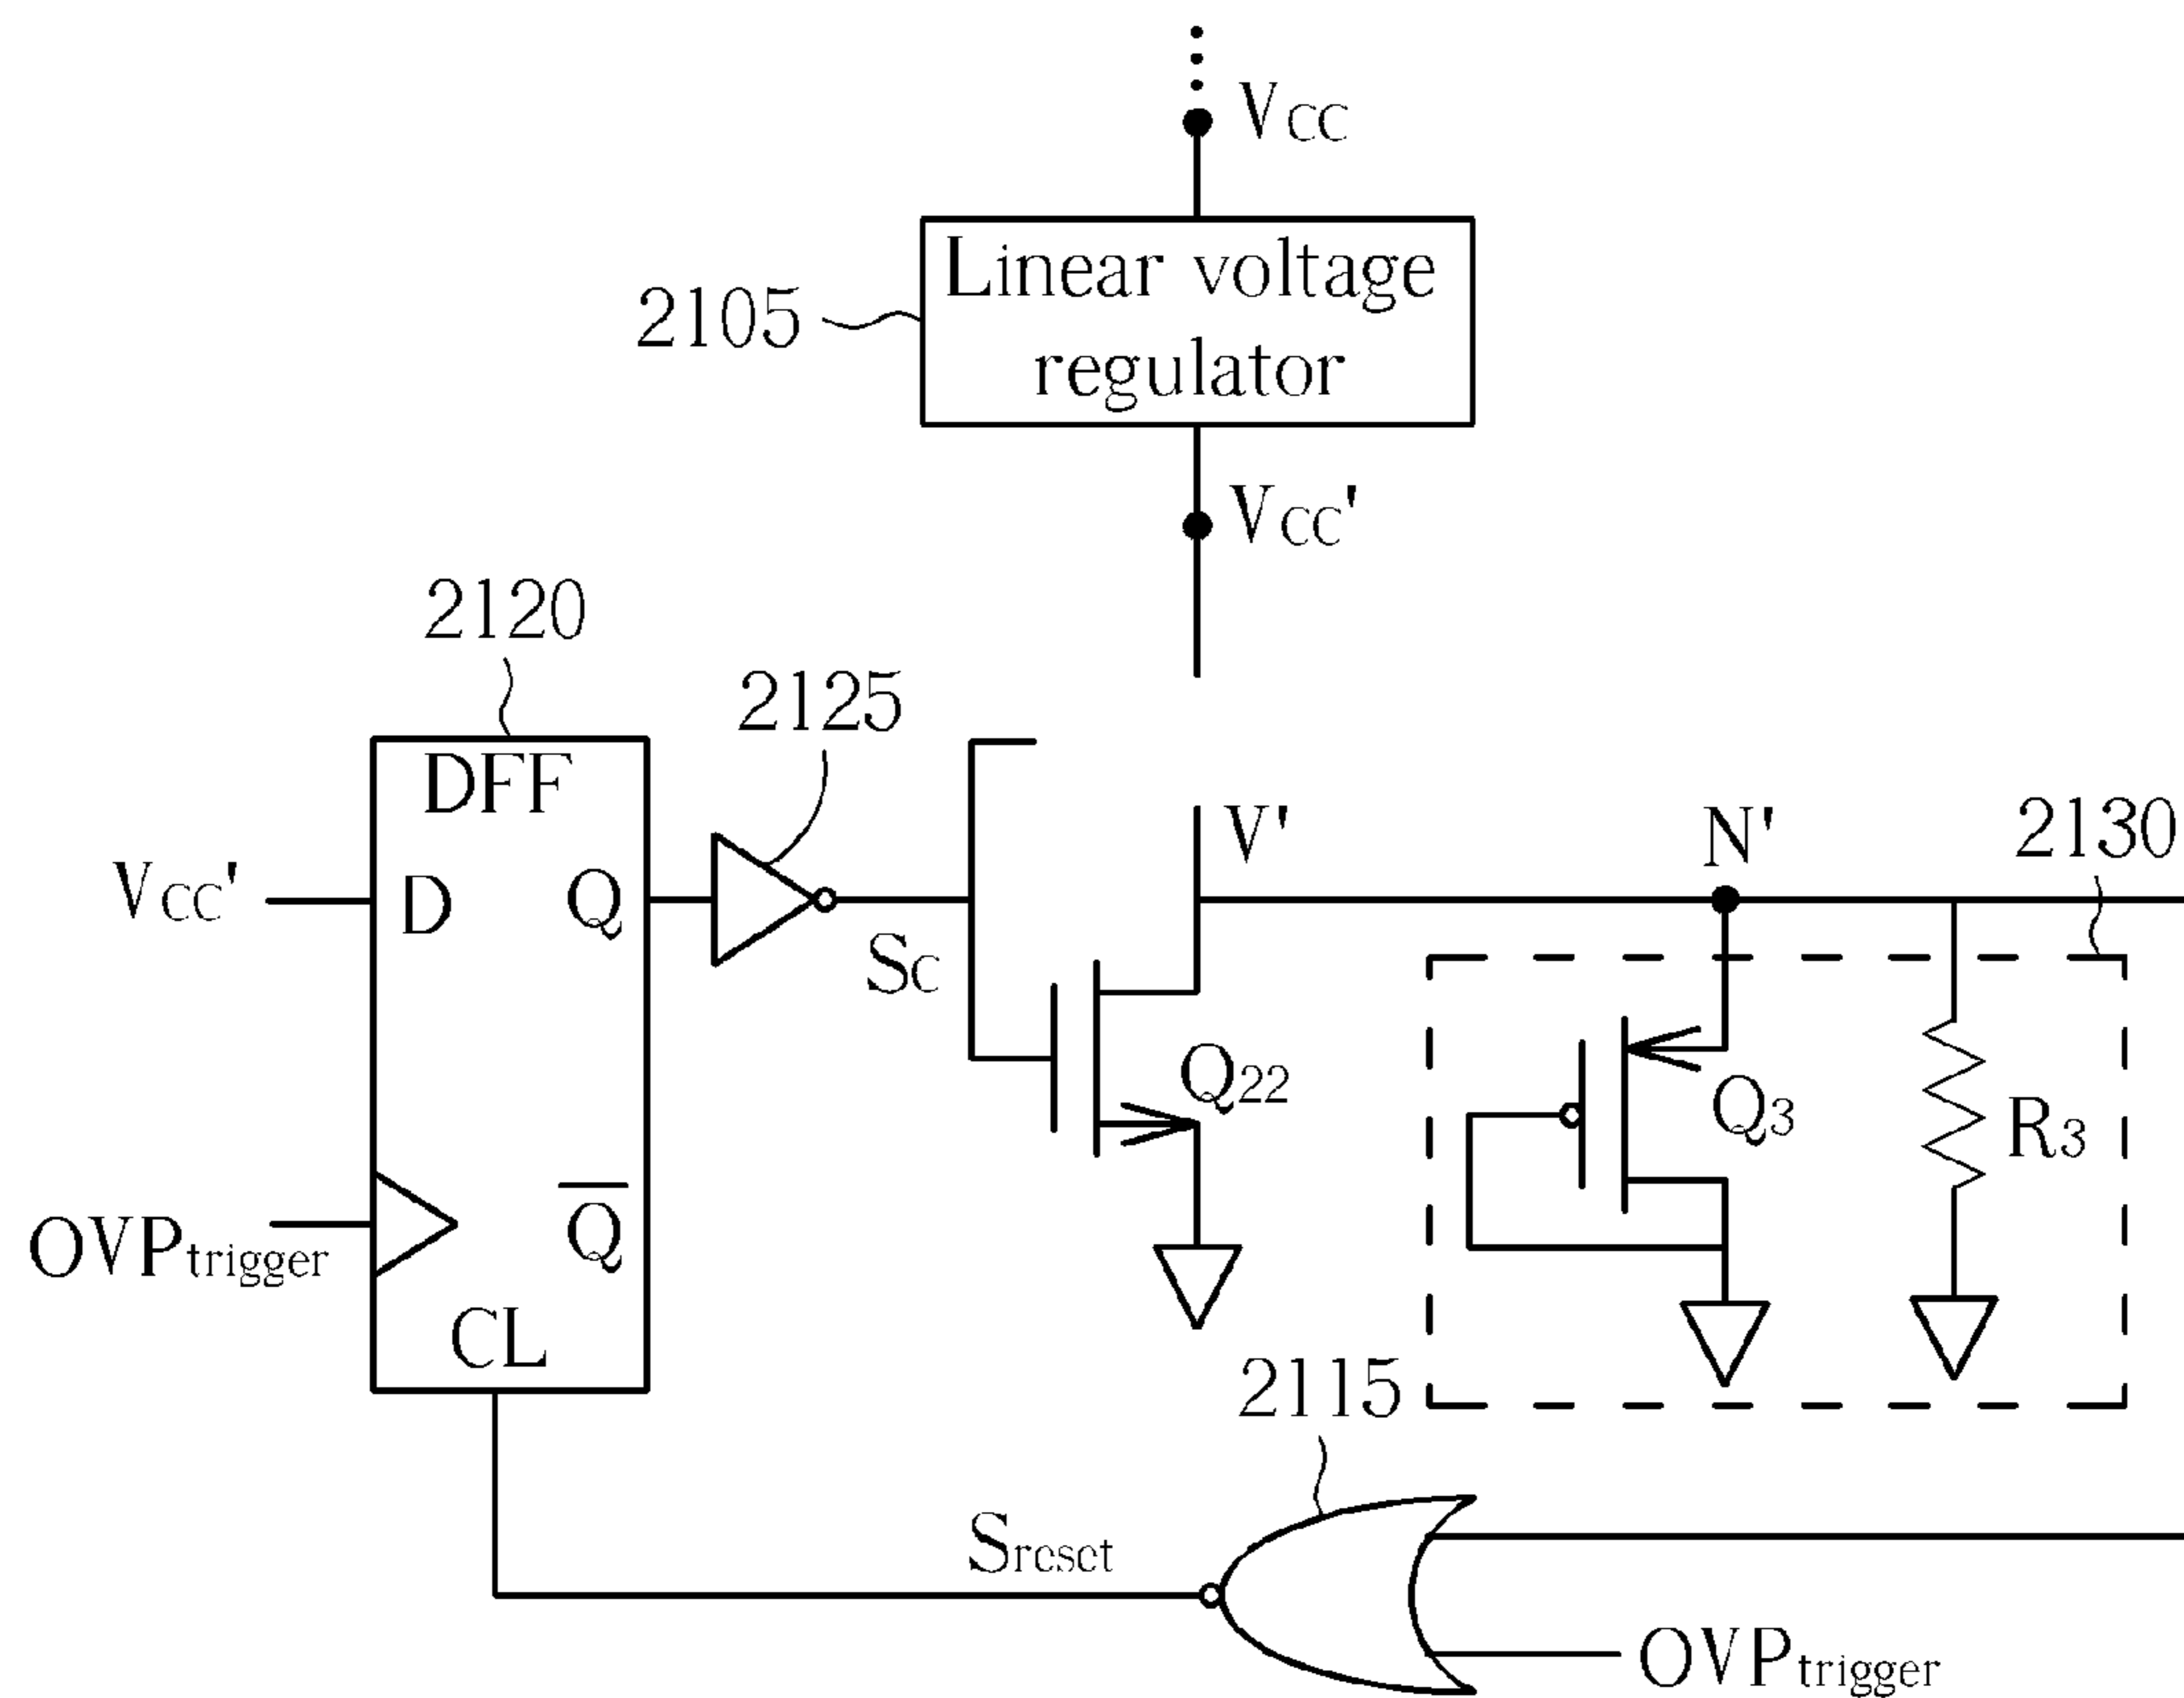 VCC
Linear voltage
regulator
2105
VCC'
2120
2125
DFF
V'
N'
2130
VCC'
D
Q
SC
Q22
Q3
R3
OVPtrigger
Q
CL
2115
Sreset
OVPtrigger